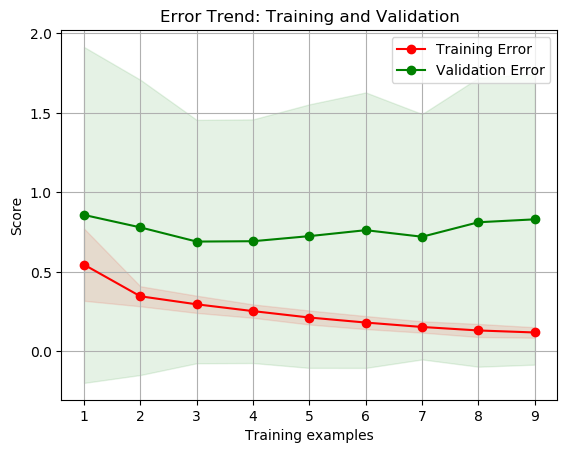 Error Trend: Training and Validation
2.0
1.5
1.0
0.5
0.0
Score
Training Error
Validation Error
1 2 3 4 5 6 7 8 9
Training examples